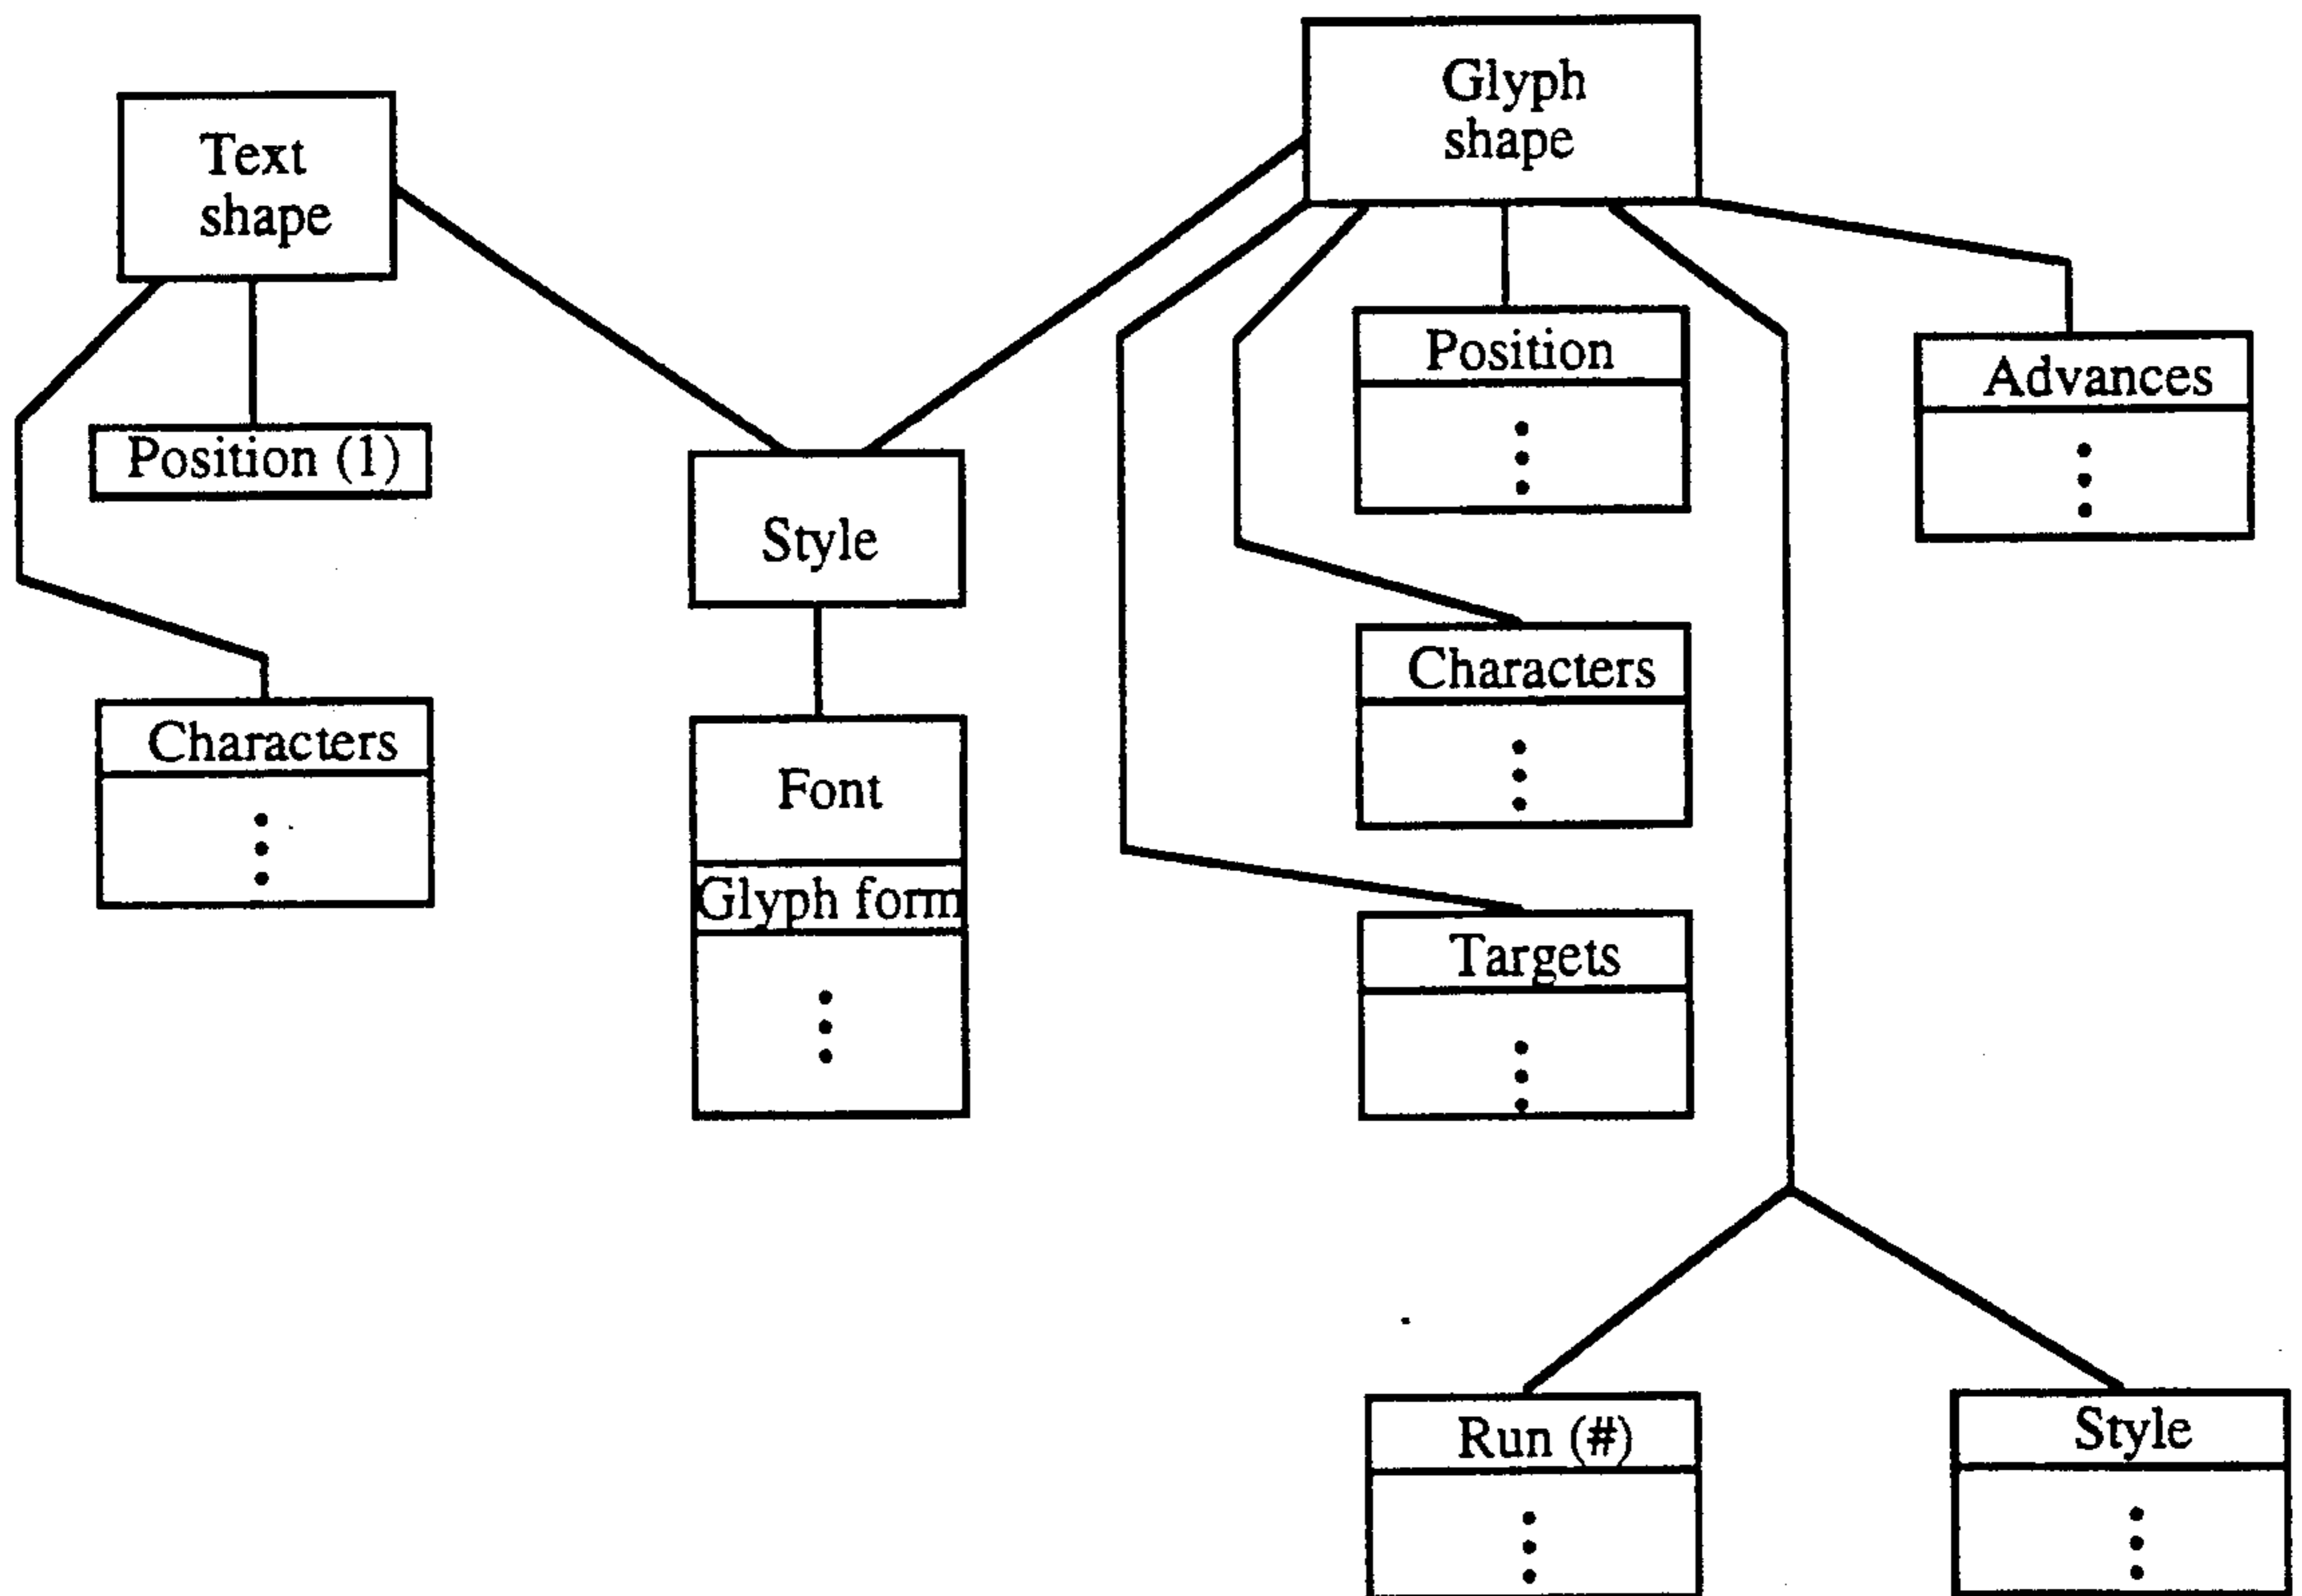 Glyph
shape
Text
shape
Position
Advances
Position (1)
Style
Characters
Characters
Font
Glyph form
Targets
Run (#)
Style